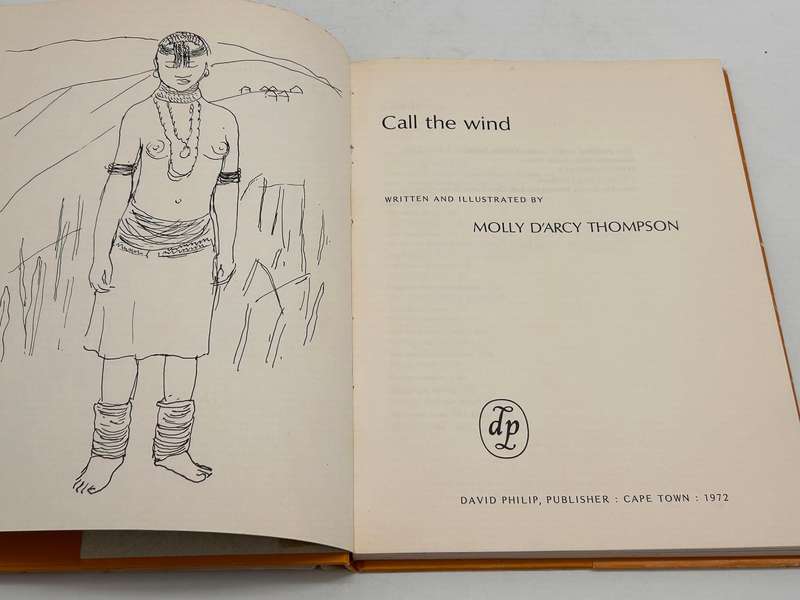 Call the wind
WRITTEN AND ILLUSTRATED BY
MOLLY D'ARCY THOMPSON
dp
DAVID PHILIP, PUBLISHER : CAPE TOWN : 1972